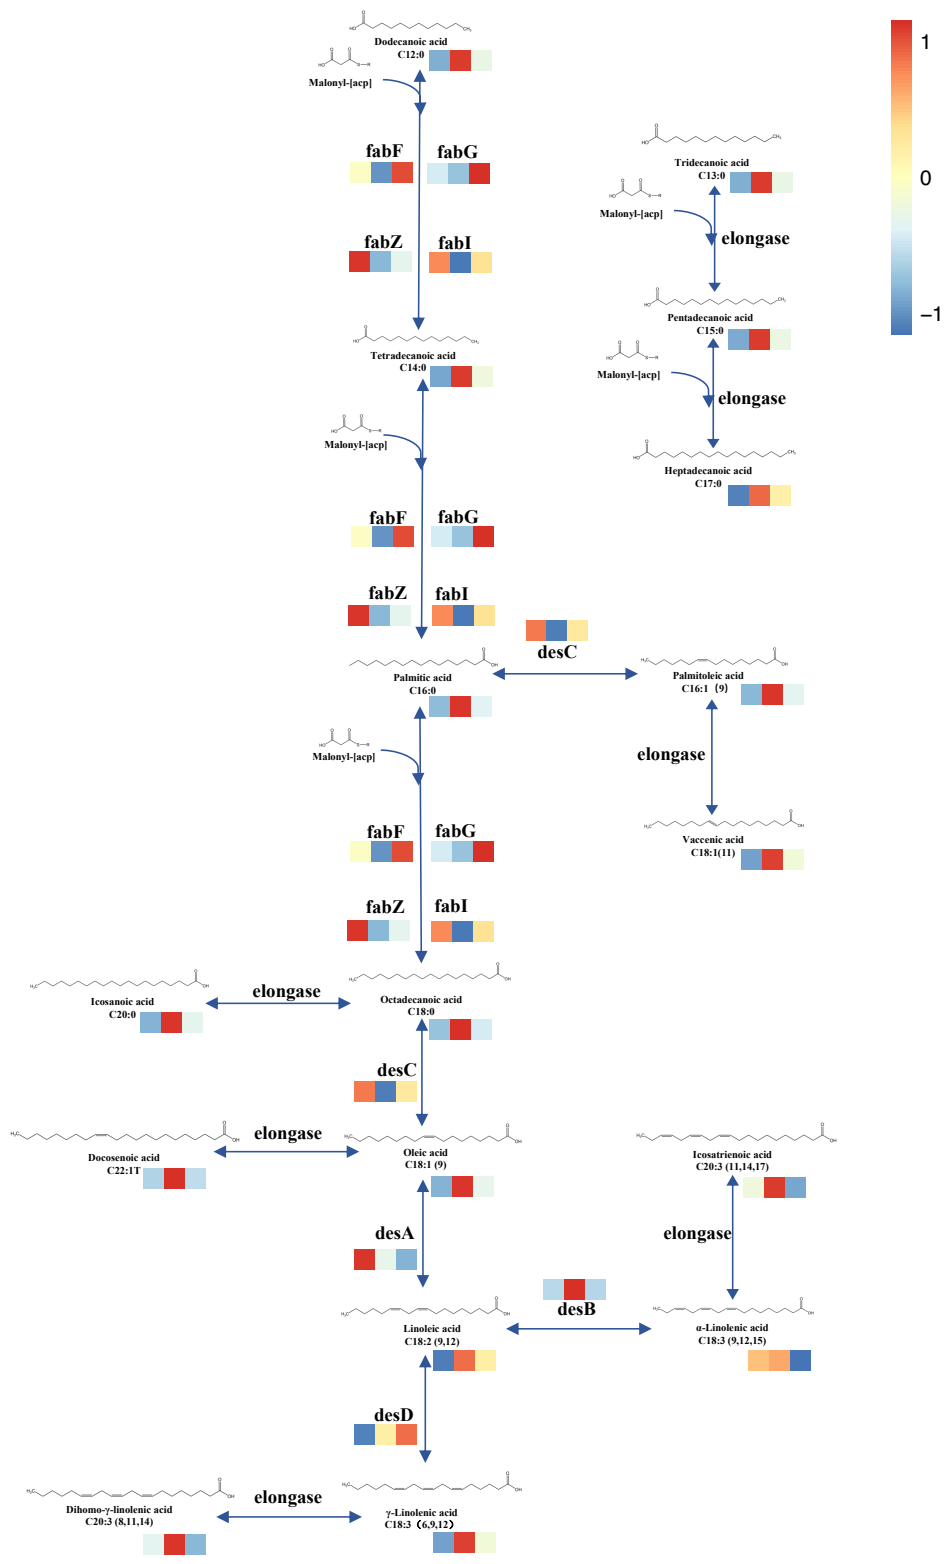 Dodecanoic acid
C12:0
Malonyl-[acp]
1
0
−1
fabF
fabG
fabZ
fabI
Tridecanoic acid
C13:0
Malonyl-[acp]
elongase
Pentadecanoic acid
C15:0
Malonyl-[acp]
elongase
Heptadecanoic acid
C17:0
Tetradecanoic acid
C14:0
Malonyl-[acp]
fabF
fabG
fabZ
fabI
desC
Palmitic acid
C16:0
Palmitoleic acid
C16:1 (9)
Malonyl-[acp]
elongase
Vaccenic acid
C18:1(11)
fabF
fabG
fabZ
fabI
Icosanoic acid
C20:0
elongase
Octadecanoic acid
C18:0
desC
Docosenoic acid
C22:1T
elongase
Oleic acid
C18:1 (9)
Icosatrienoic acid
C20:3 (11,14,17)
desA
elongase
Linoleic acid
C18:2 (9,12)
desB
α-Linolenic acid
C18:3 (9,12,15)
desD
Dihomo-γ-linolenic acid
C20:3 (8,11,14)
elongase
γ-Linolenic acid
C18:3 (6,9,12)